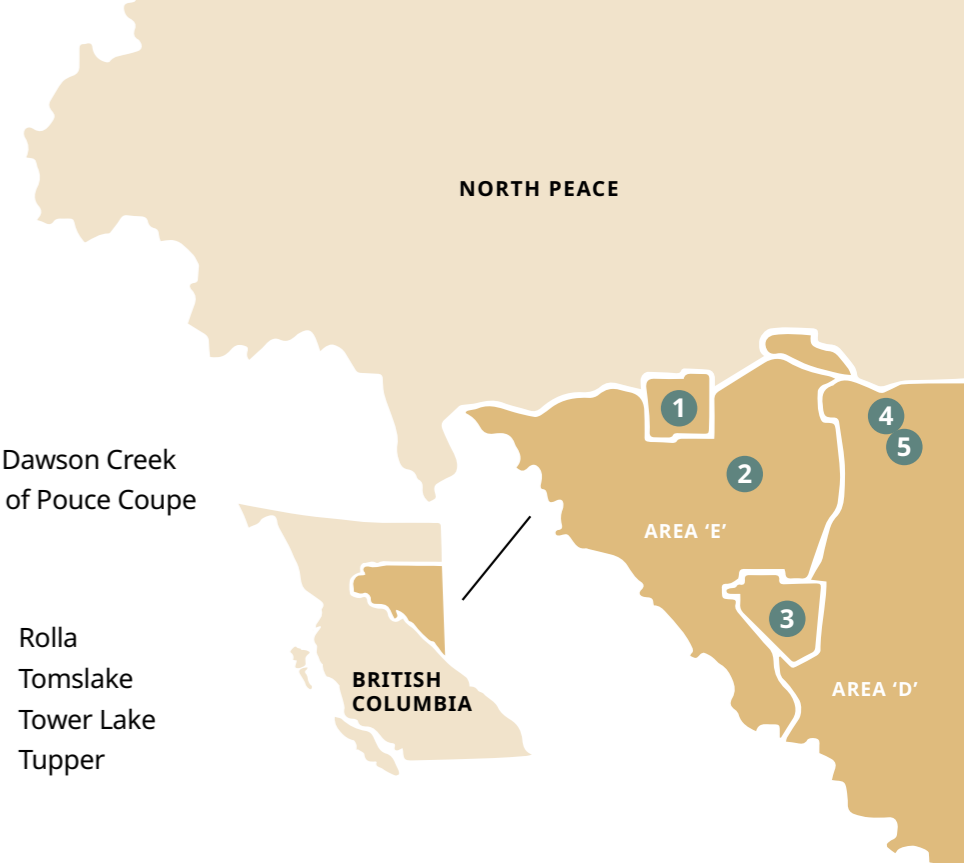 NORTH PEACE
1
4
5
2
Dawson Creek
of Pouce Coupe
AREA ‘E’
3
Rolla
Tomslake
Tower Lake
Tupper
BRITISH
COLUMBIA
AREA ‘D’